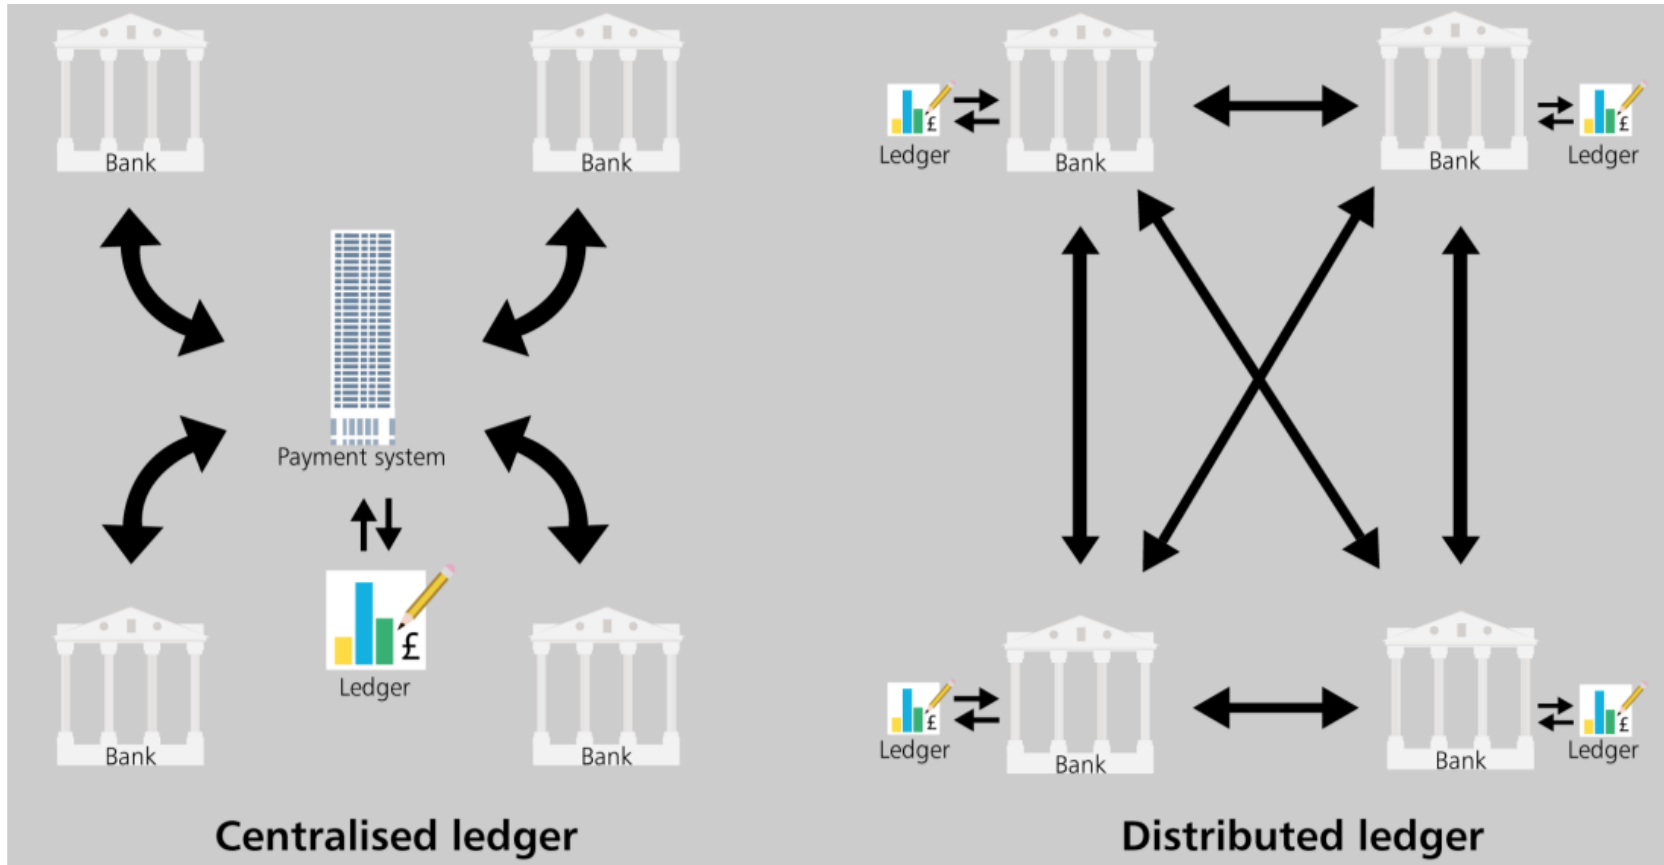 Bank
Bank
Payment system
£
Ledger
Bank
Bank
Centralised ledger
£
Ledger
Bank
Bank
£
Ledger
£
Ledger
Bank
Bank
£
Ledger
Distributed ledger